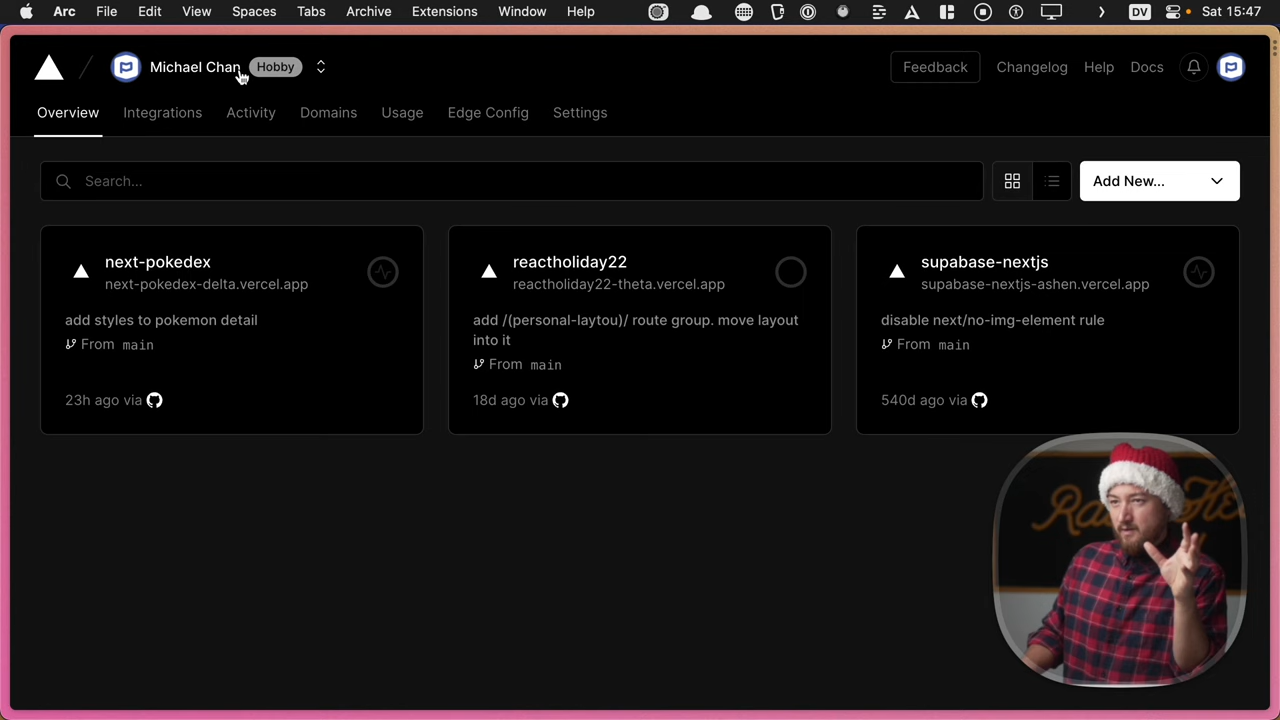 Arc File Edit View Spaces Tabs Archive Extensions Window Help DV Sat 15:47
Michael Chan Hobby Feedback Changelog Help Docs
Overview Integrations Activity Domains Usage Edge Config Settings
Search... Add New...
next-pokedex
next-pokedex-delta.vercel.app
add styles to pokemon detail
From main
23h ago via
reactholiday22
reactholiday22-theta.vercel.app
add /(personal-laytou)/ route group. move layout
into it
From main
18d ago via
supabase-nextjs
supabase-nextjs-ashen.vercel.app
disable next/no-img-element rule
From main
540d ago via